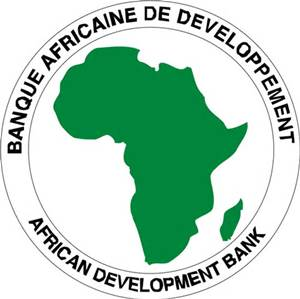 BANQUE AFRICAINE DE DEVELOPPEMENT
AFRICAN DEVELOPMENT BANK